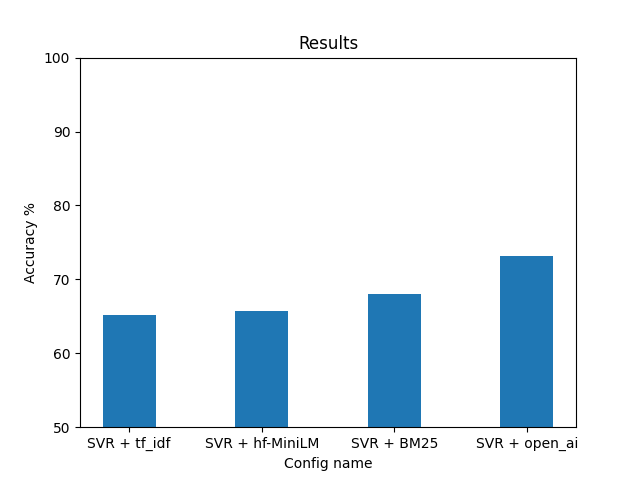 Results
100
90
80
70
60
50
Accuracy %
SVR + tf_idf
SVR + hf-MiniLM
SVR + BM25
SVR + open_ai
Config name